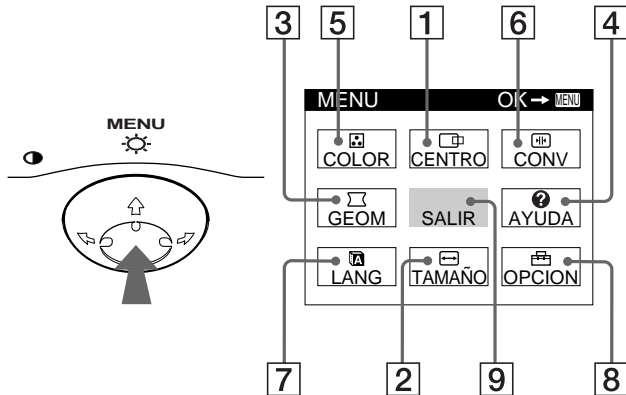 3 5 1 6 4
MENU
MENU OK → MENU
COLOR CENTRO CONV
GEOM SALIR AYUDA
A
LANG TAMAÑO OPCION
7 2 9 8